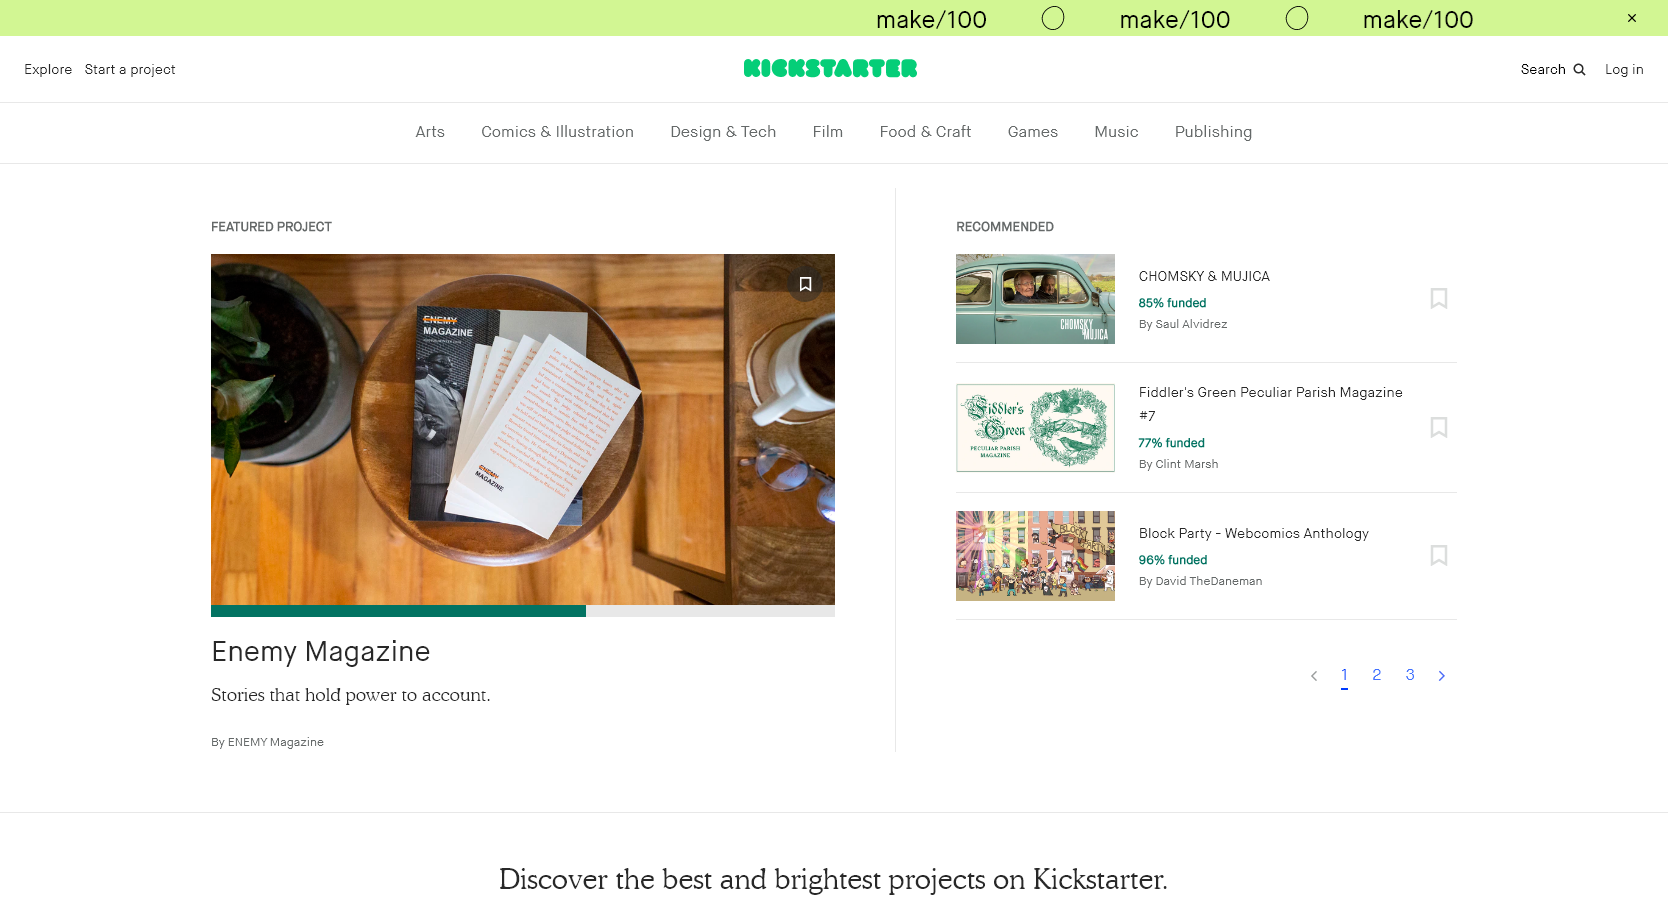 make/100 make/100 make/100
Explore Start a project KICKSTARTER Search Log in
Arts Comics & Illustration Design & Tech Film Food & Craft Games Music Publishing
FEATURED PROJECT
ENEMY
MAGAZINE
ENEMY
MAGAZINE
Enemy Magazine
Stories that hold power to account.
By ENEMY Magazine
RECOMMENDED
CHOMSKY
& MUJICA
CHOMSKY & MUJICA
85% funded
By Saul Alvidrez
Fiddler's
Green
PECULIAR PARISH
MAGAZINE
Fiddler's Green Peculiar Parish Magazine
#7
77% funded
By Clint Marsh
BLOCK
PARTY
Block Party - Webcomics Anthology
96% funded
By David TheDaneman
1 2 3
Discover the best and brightest projects on Kickstarter.